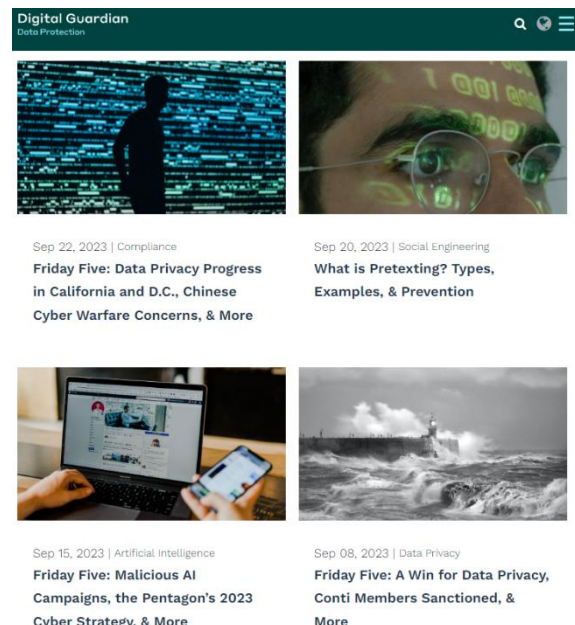 Digital Guardian
Data Protection
Sep 22, 2023 | Compliance
Friday Five: Data Privacy Progress
in California and D.C., Chinese
Cyber Warfare Concerns, & More
Sep 20, 2023 | Social Engineering
What is Pretexting? Types,
Examples, & Prevention
Sep 15, 2023 | Artificial Intelligence
Friday Five: Malicious AI
Campaigns, the Pentagon's 2023
Cyber Strategy, & More
Sep 08, 2023 | Data Privacy
Friday Five: A Win for Data Privacy,
Conti Members Sanctioned, &
More